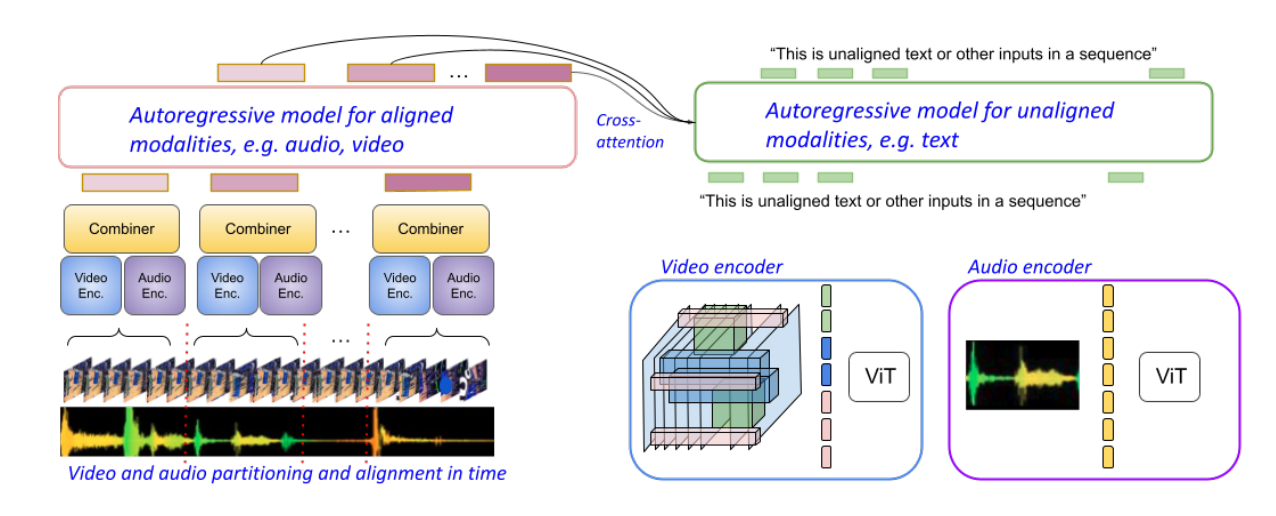 "This is unaligned text or other inputs in a sequence"
...
Autoregressive model for aligned
modalities, e.g. audio, video
Cross-
attention
Autoregressive model for unaligned
modalities, e.g. text
"This is unaligned text or other inputs in a sequence"
Combiner
Combiner
...
Combiner
Video
Enc.
Audio
Enc.
Video
Enc.
Audio
Enc.
Video
Enc.
Audio
Enc.
...
Video and audio partitioning and alignment in time
Video encoder
ViT
Audio encoder
ViT